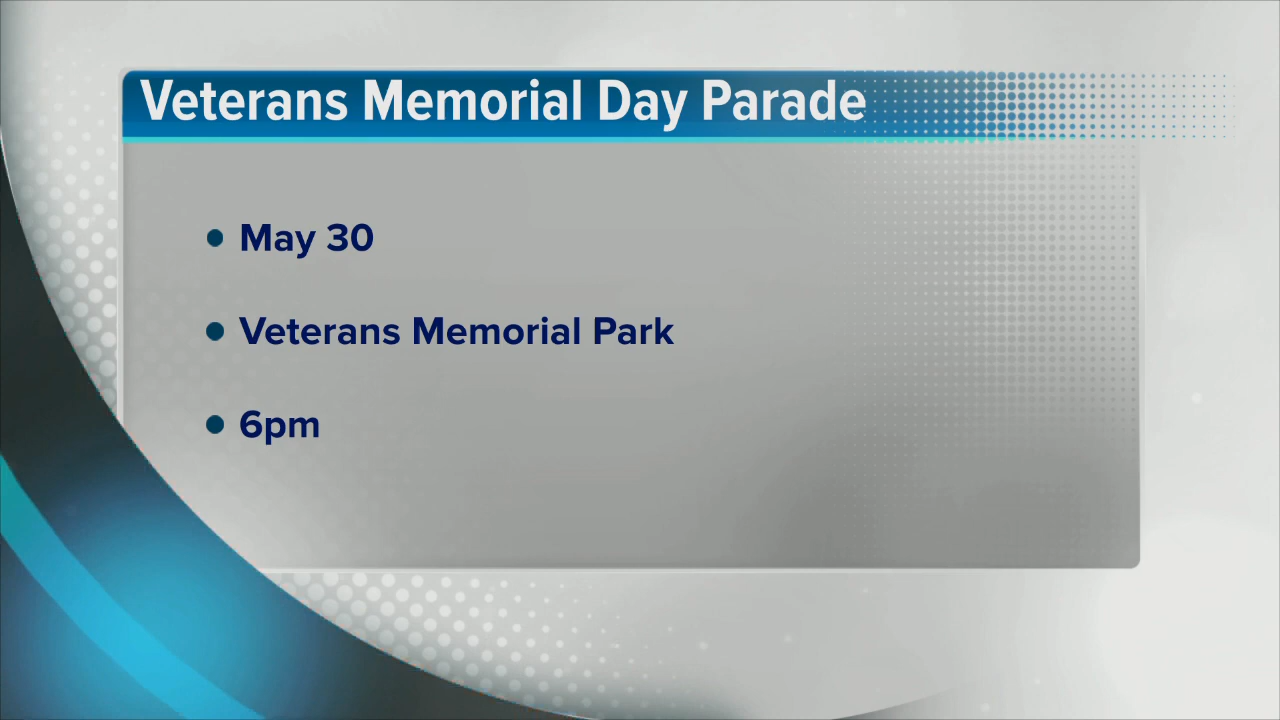 Veterans Memorial Day Parade
• May 30
• Veterans Memorial Park
• 6pm